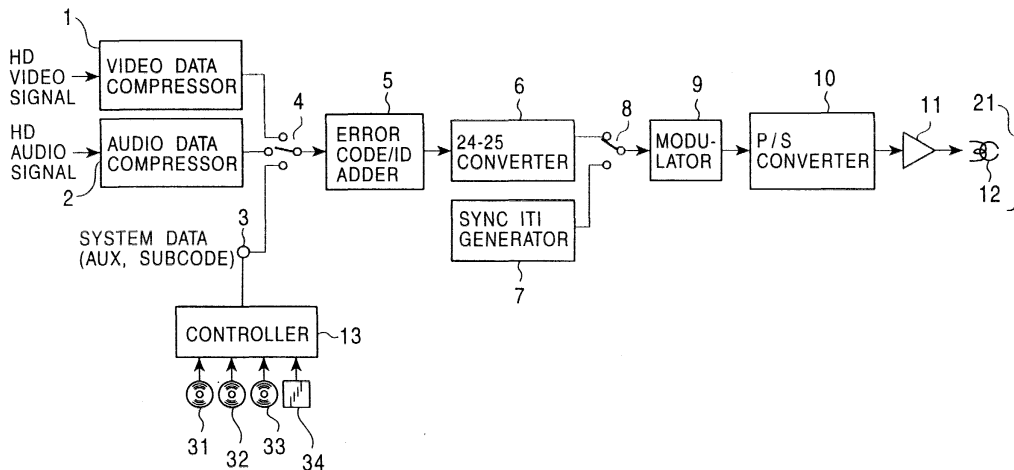 1
HD
VIDEO
SIGNAL
VIDEO DATA
COMPRESSOR
HD
AUDIO
SIGNAL
AUDIO DATA
COMPRESSOR
2
4
5
ERROR
CODE/ID
ADDER
6
24-25
CONVERTER
8
9
MODU-
LATOR
10
P/S
CONVERTER
11
21
12
SYNC ITI
GENERATOR
7
3
SYSTEM DATA
(AUX, SUBCODE)
CONTROLLER
13
31
32
33
34